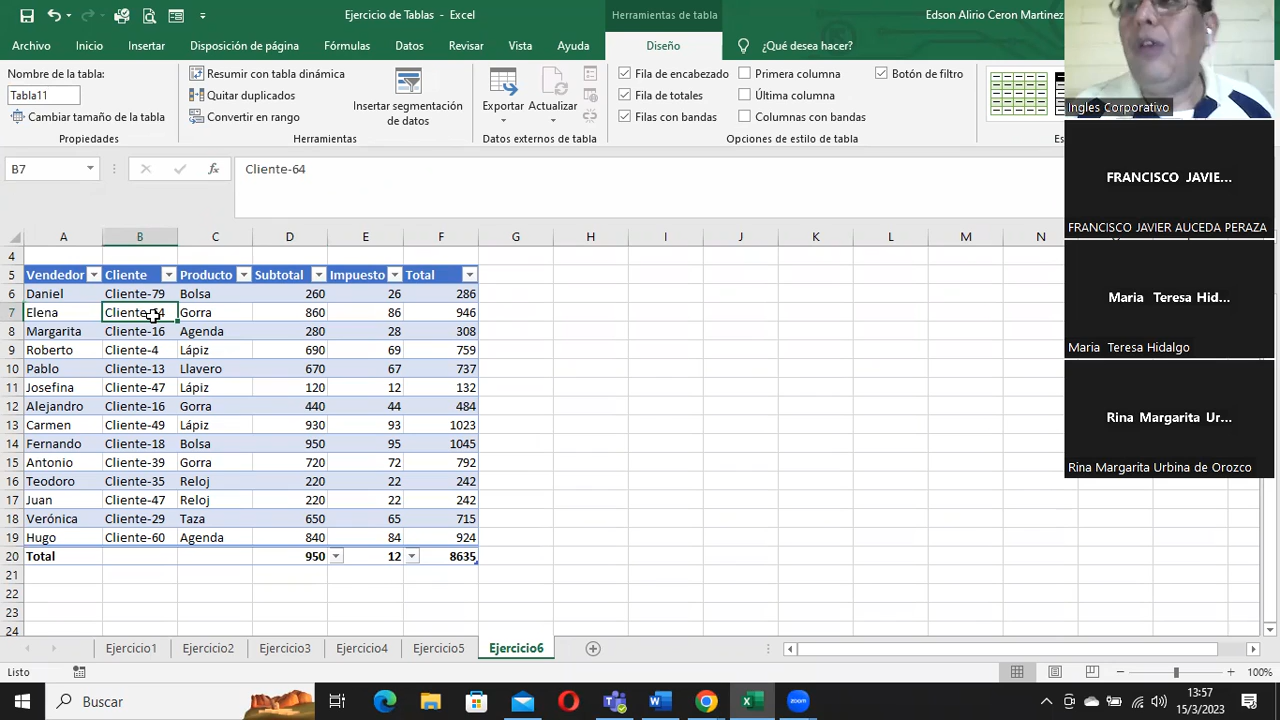 Ejercicio de Tablas - Excel
Herramientas de tabla
Edson Alirio Ceron Martinez
Archivo Inicio Insertar Disposición de página Fórmulas Datos Revisar Vista Ayuda Diseño ¿Qué desea hacer?
Nombre de la tabla:
Tabla11
Cambiar tamaño de la tabla
Propiedades
Resumir con tabla dinámica
Quitar duplicados
Convertir en rango
Insertar segmentación
de datos
Herramientas
Exportar Actualizar
Datos externos de tabla
Fila de encabezado Primera columna Botón de filtro
Fila de totales Última columna
Filas con bandas Columnas con bandas
Opciones de estilo de tabla
Es
B7 fx Cliente-64
A B C D E F G H I J K L M N
4
5 Vendedor Cliente Producto Subtotal Impuesto Total
6 Daniel Cliente-79 Bolsa 260 26 286
7 Elena Gorra 860 86 946
8 Margarita Cliente-16 Agenda 280 28 308
9 Roberto Cliente-4 Lápiz 690 69 759
10 Pablo Cliente-13 Llavero 670 67 737
11 Josefina Cliente-47 Lápiz 120 12 132
12 Alejandro Cliente-16 Gorra 440 44 484
13 Carmen Cliente-49 Lápiz 930 93 1023
14 Fernando Cliente-18 Bolsa 950 95 1045
15 Antonio Cliente-39 Gorra 720 72 792
16 Teodoro Cliente-35 Reloj 220 22 242
17 Juan Cliente-47 Reloj 220 22 242
18 Verónica Cliente-29 Taza 650 65 715
19 Hugo Cliente-60 Agenda 840 84 924
20 Total 950 12 8635
21
22
23
24
Ejercicio1 Ejercicio2 Ejercicio3 Ejercicio4 Ejercicio5 Ejercicio6
Listo
100%
Buscar
zoom
13:57
15/3/2023
Ingles Corporativo
FRANCISCO JAVIE...
FRANCISCO JAVIER AUCEDA PERAZA
Maria Teresa Hid...
Maria Teresa Hidalgo
Rina Margarita Ur...
Rina Margarita Urbina de Orozco